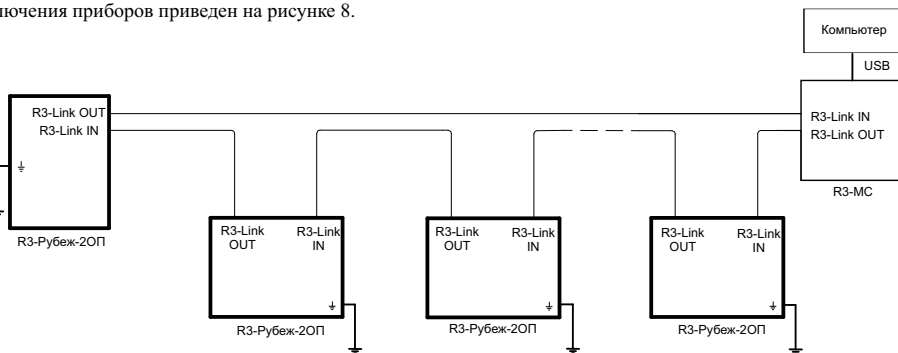 приборов приведен на рисунке 8.
Компьютер
USB
R3-Link OUT
R3-Link IN
R3-Link IN
R3-Link OUT
R3-МС
R3-Рубеж-2ОП
R3-Link
OUT
R3-Link
IN
R3-Link
OUT
R3-Link
IN
R3-Link
OUT
R3-Link
IN
R3-Рубеж-2ОП
R3-Рубеж-2ОП
R3-Рубеж-2ОП